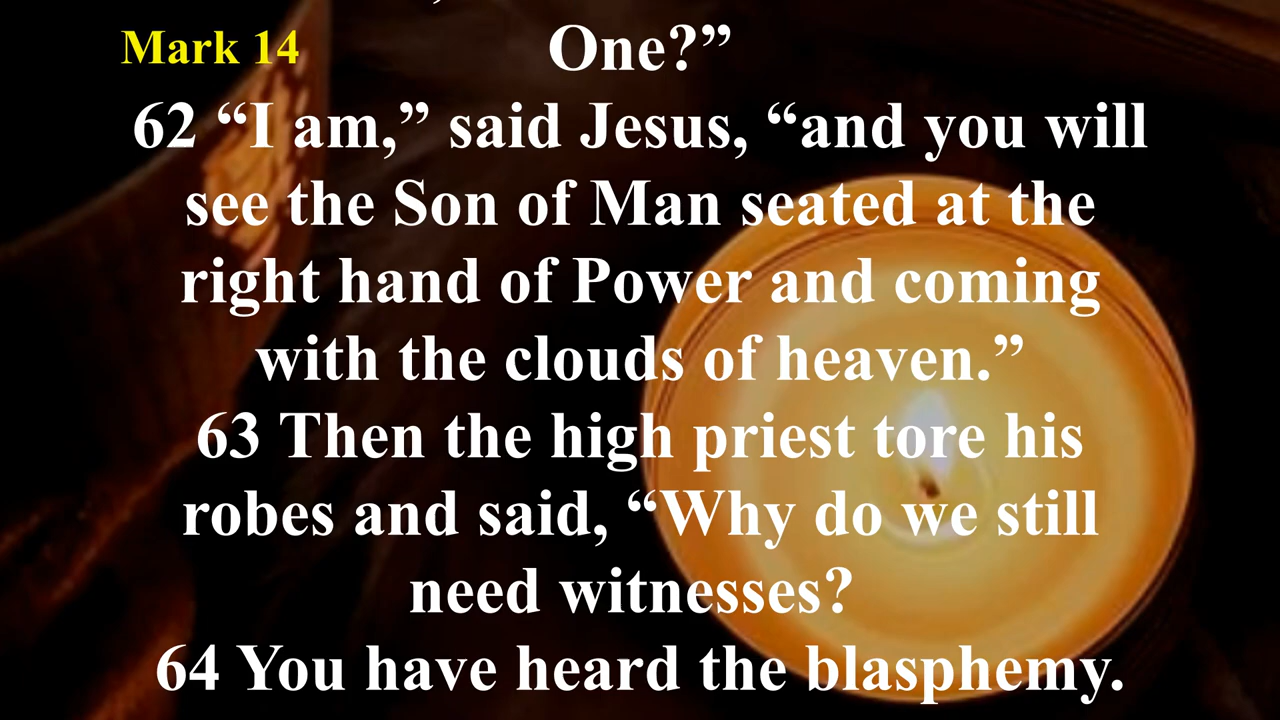 Mark 14
One?”
62 “I am,” said Jesus, “and you will
see the Son of Man seated at the
right hand of Power and coming
with the clouds of heaven.”
63 Then the high priest tore his
robes and said, “Why do we still
need witnesses?
64 You have heard the blasphemy.